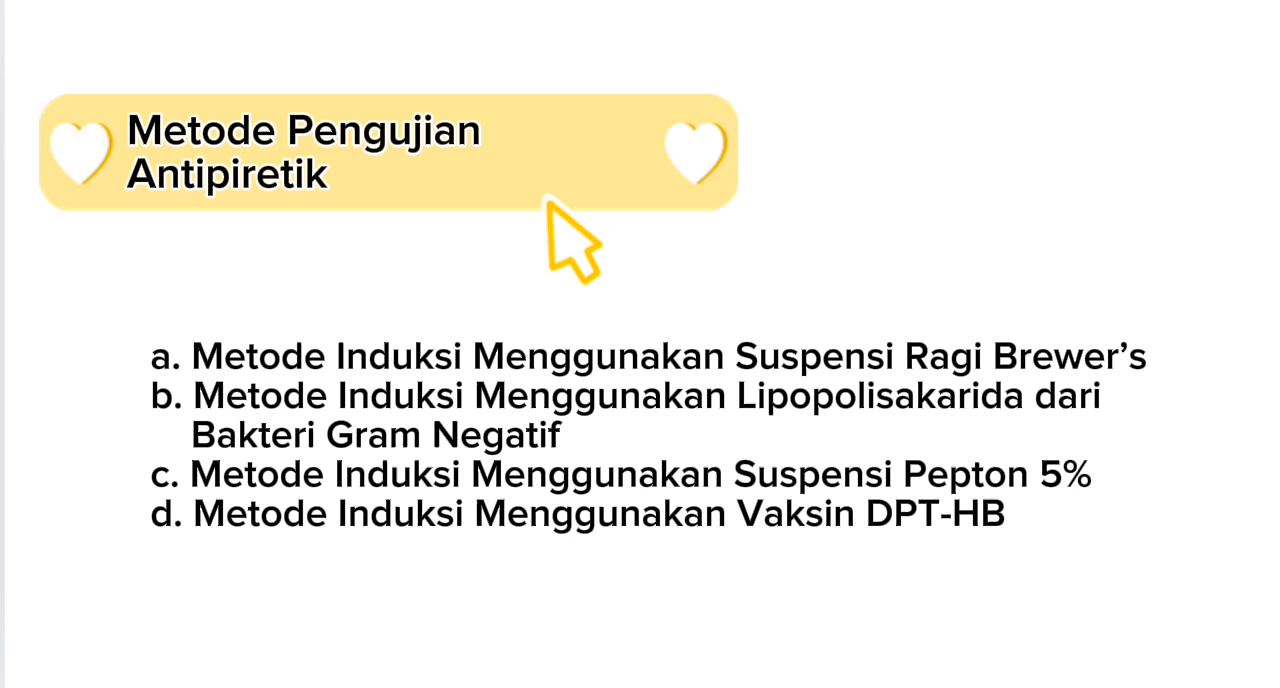 Metode Pengujian
Antipiretik
a. Metode Induksi Menggunakan Suspensi Ragi Brewer’s
b. Metode Induksi Menggunakan Lipopolisakarida dari
Bakteri Gram Negatif
c. Metode Induksi Menggunakan Suspensi Pepton 5%
d. Metode Induksi Menggunakan Vaksin DPT-HB